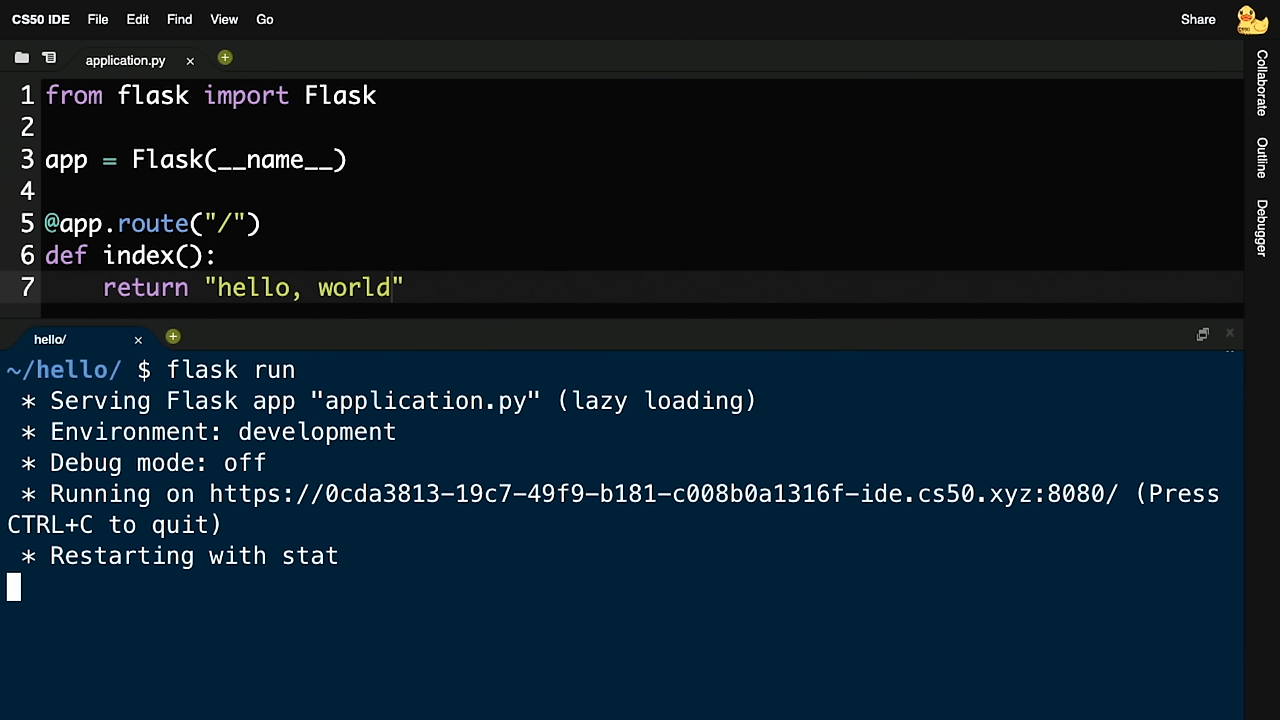 CS50 IDE File Edit Find View Go Share
application.py × +
Collaborate
Outline
Debugger
1 from flask import Flask
2
3 app = Flask(__name__)
4
5 @app.route("/")
6 def index():
7     return "hello, world"
hello/ × +
~/hello/ $ flask run
 * Serving Flask app "application.py" (lazy loading)
 * Environment: development
 * Debug mode: off
 * Running on https://0cda3813-19c7-49f9-b181-c008b0a1316f-ide.cs50.xyz:8080/ (Press
CTRL+C to quit)
 * Restarting with stat